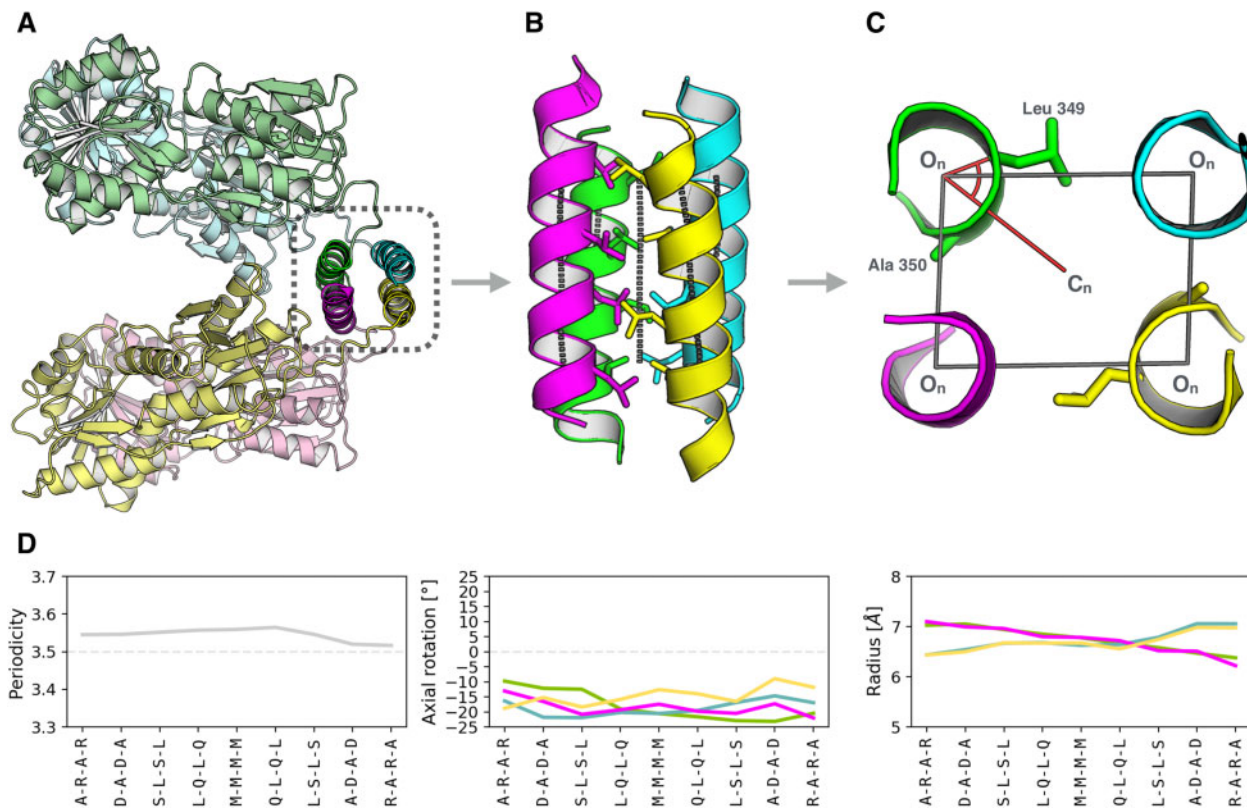 A
B
C
Leu 349
On
On
Ala 350
Cn
On
On
D
3.7
3.6
3.5
3.4
3.3
Periodicity
A-R-A-R
D-A-D-A
S-L-S-L
L-Q-L-Q
M-M-M-M
Q-L-Q-L
L-S-L-S
A-D-A-D
R-A-R-A
25
20
15
10
5
0
−5
−10
−15
−20
−25
Axial rotation [°]
A-R-A-R
D-A-D-A
S-L-S-L
L-Q-L-Q
M-M-M-M
Q-L-Q-L
L-S-L-S
A-D-A-D
R-A-R-A
8
7
6
5
Radius [Å]
A-R-A-R
D-A-D-A
S-L-S-L
L-Q-L-Q
M-M-M-M
Q-L-Q-L
L-S-L-S
A-D-A-D
R-A-R-A